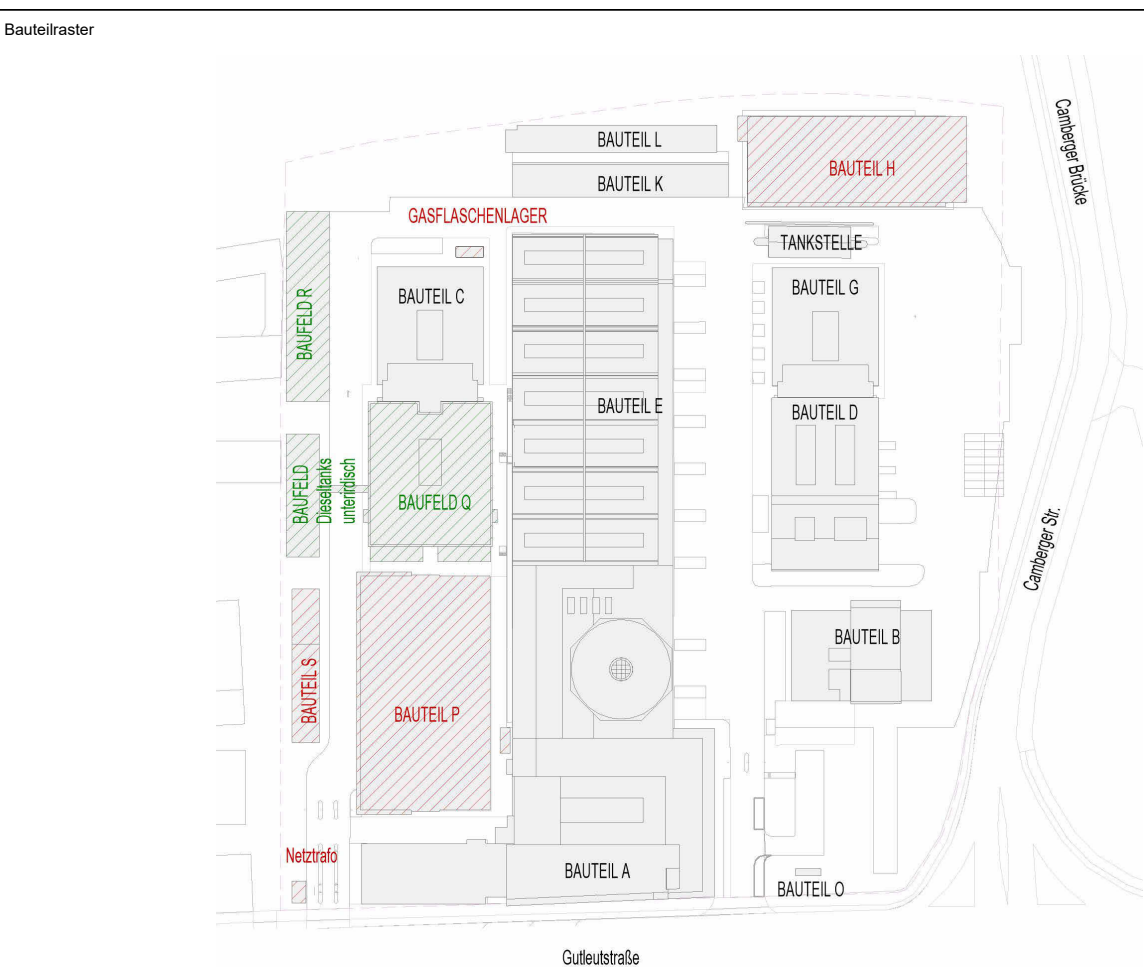 Bauteilraster
Camberger Brücke
BAUTEIL L
BAUTEIL H
BAUTEIL K
GASFLASCHENLAGER
TANKSTELLE
BAUTEIL C
BAUTEIL G
BAUFELD R
BAUTEIL E
BAUTEIL D
BAUFELD
Dieseltanks
unterirdisch
BAUFELD Q
Camberger Str.
BAUTEIL B
BAUTEIL S
BAUTEIL P
Netztrafo
BAUTEIL A
BAUTEIL O
Gutleutstraße